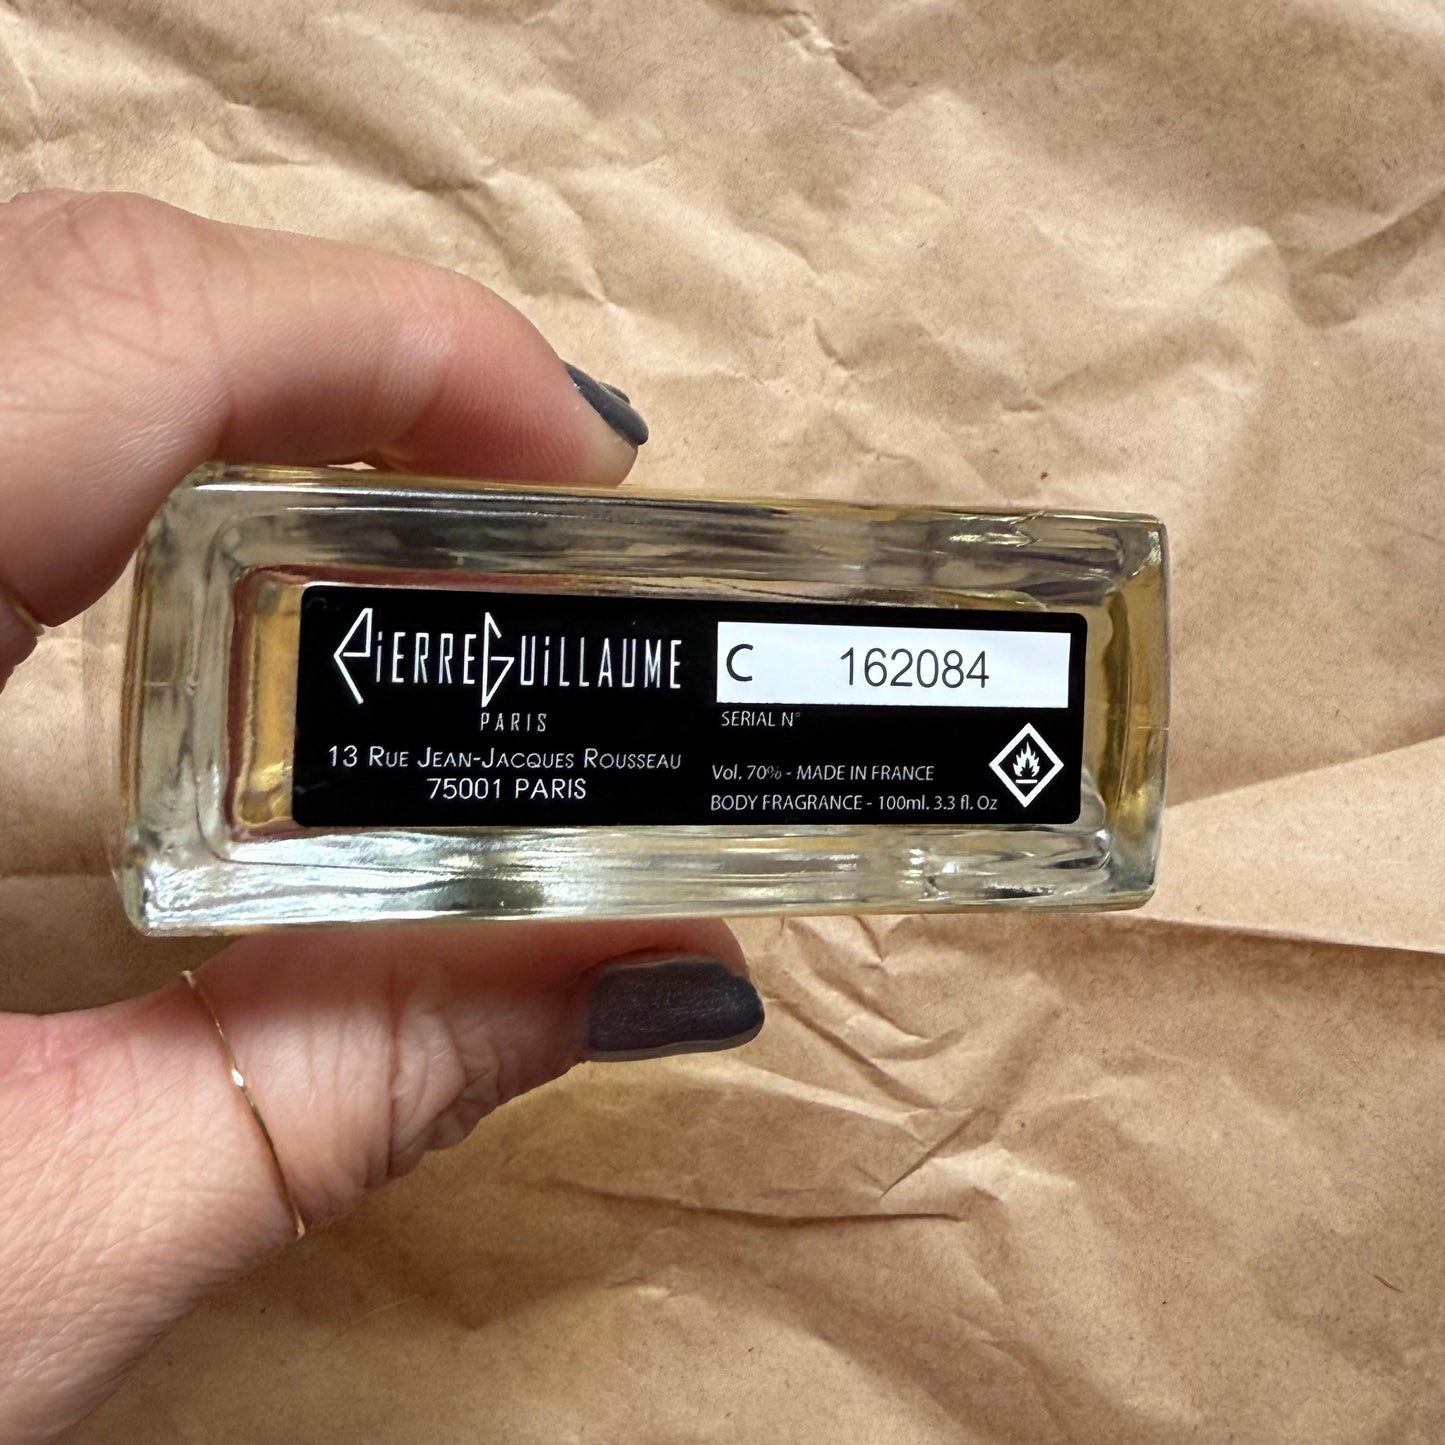 PiERREGUiLLAUME
PARIS
13 RUE JEAN-JACQUES ROUSSEAU
75001 PARIS
C 162084
SERIAL N°
Vol. 70% - MADE IN FRANCE
BODY FRAGRANCE - 100ml. 3.3 fl. Oz